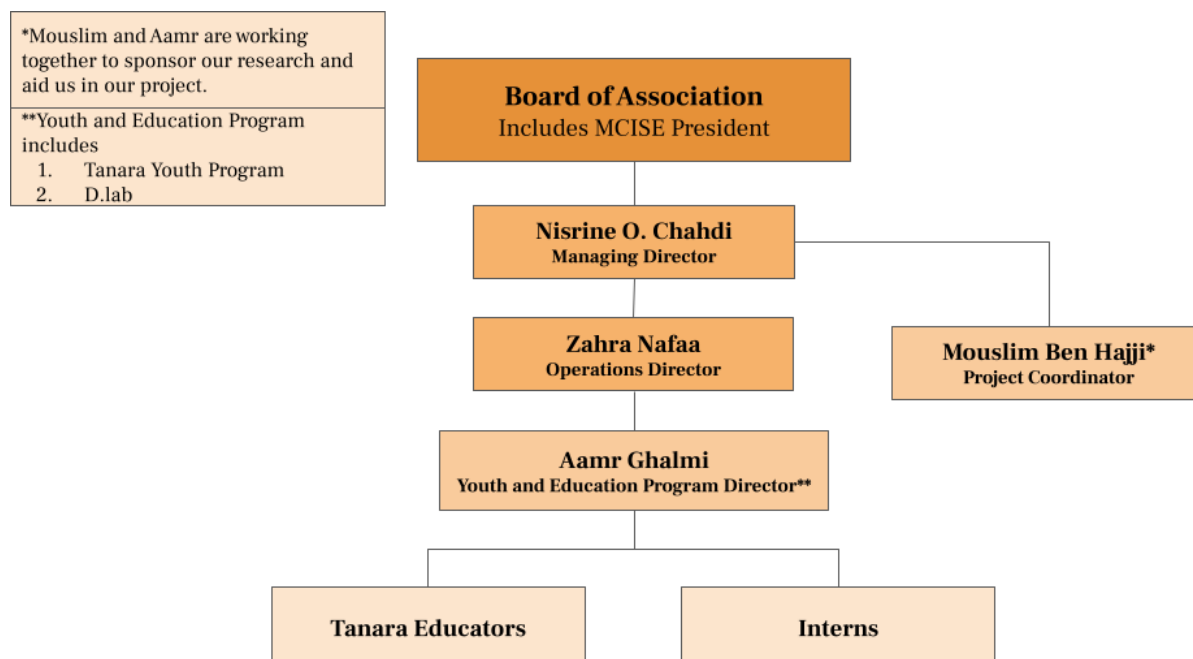 *Mouslim and Aamr are working
together to sponsor our research and
aid us in our project.
**Youth and Education Program
includes
1. Tanara Youth Program
2. D.lab
Board of Association
Includes MCISE President
Nisrine O. Chahdi
Managing Director
Zahra Nafaa
Operations Director
Mouslim Ben Hajji*
Project Coordinator
Aamr Ghalmi
Youth and Education Program Director**
Tanara Educators
Interns